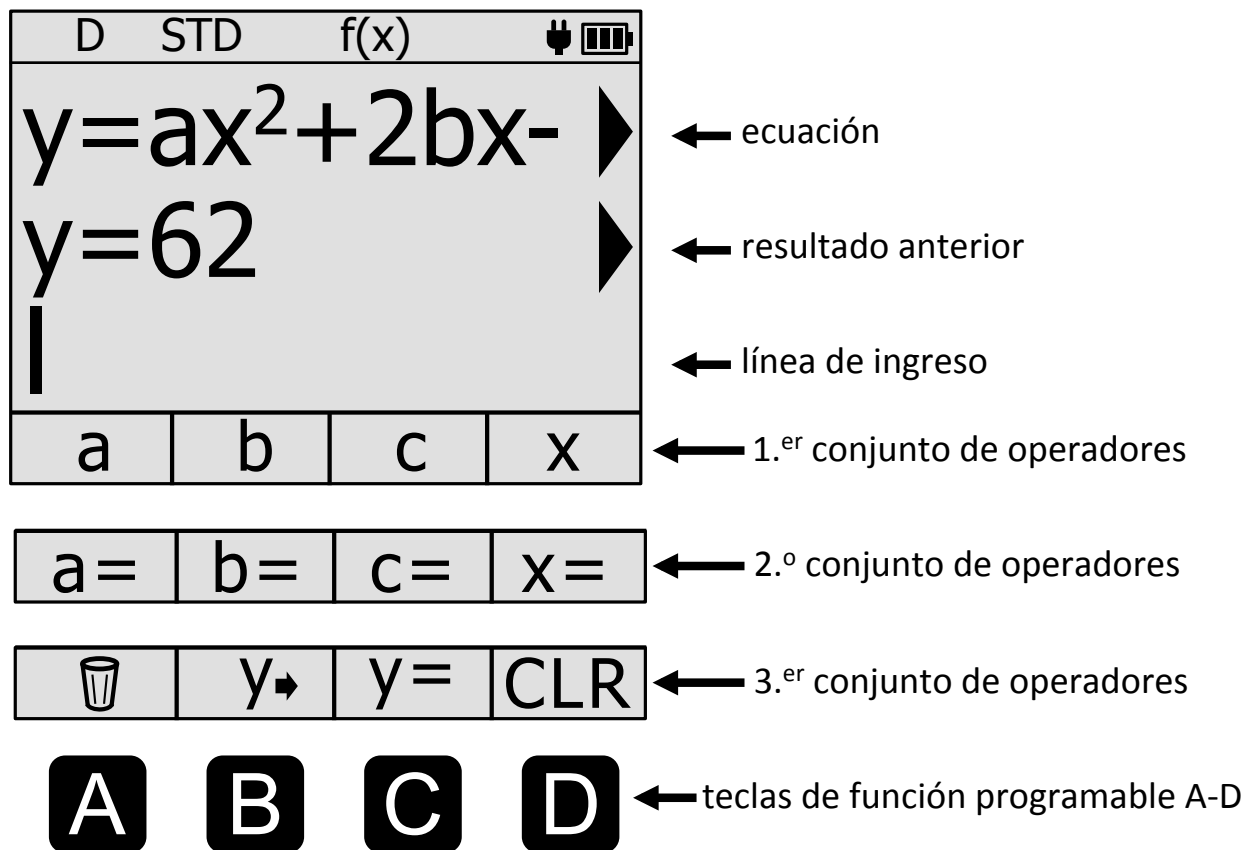 D STD f(x)
y=ax²+2bx-
ecuación
y=62
resultado anterior
línea de ingreso
a b c x
1.er conjunto de operadores
a= b= c= x=
2.o conjunto de operadores
y y= CLR
3.er conjunto de operadores
A B C D
teclas de función programable A-D